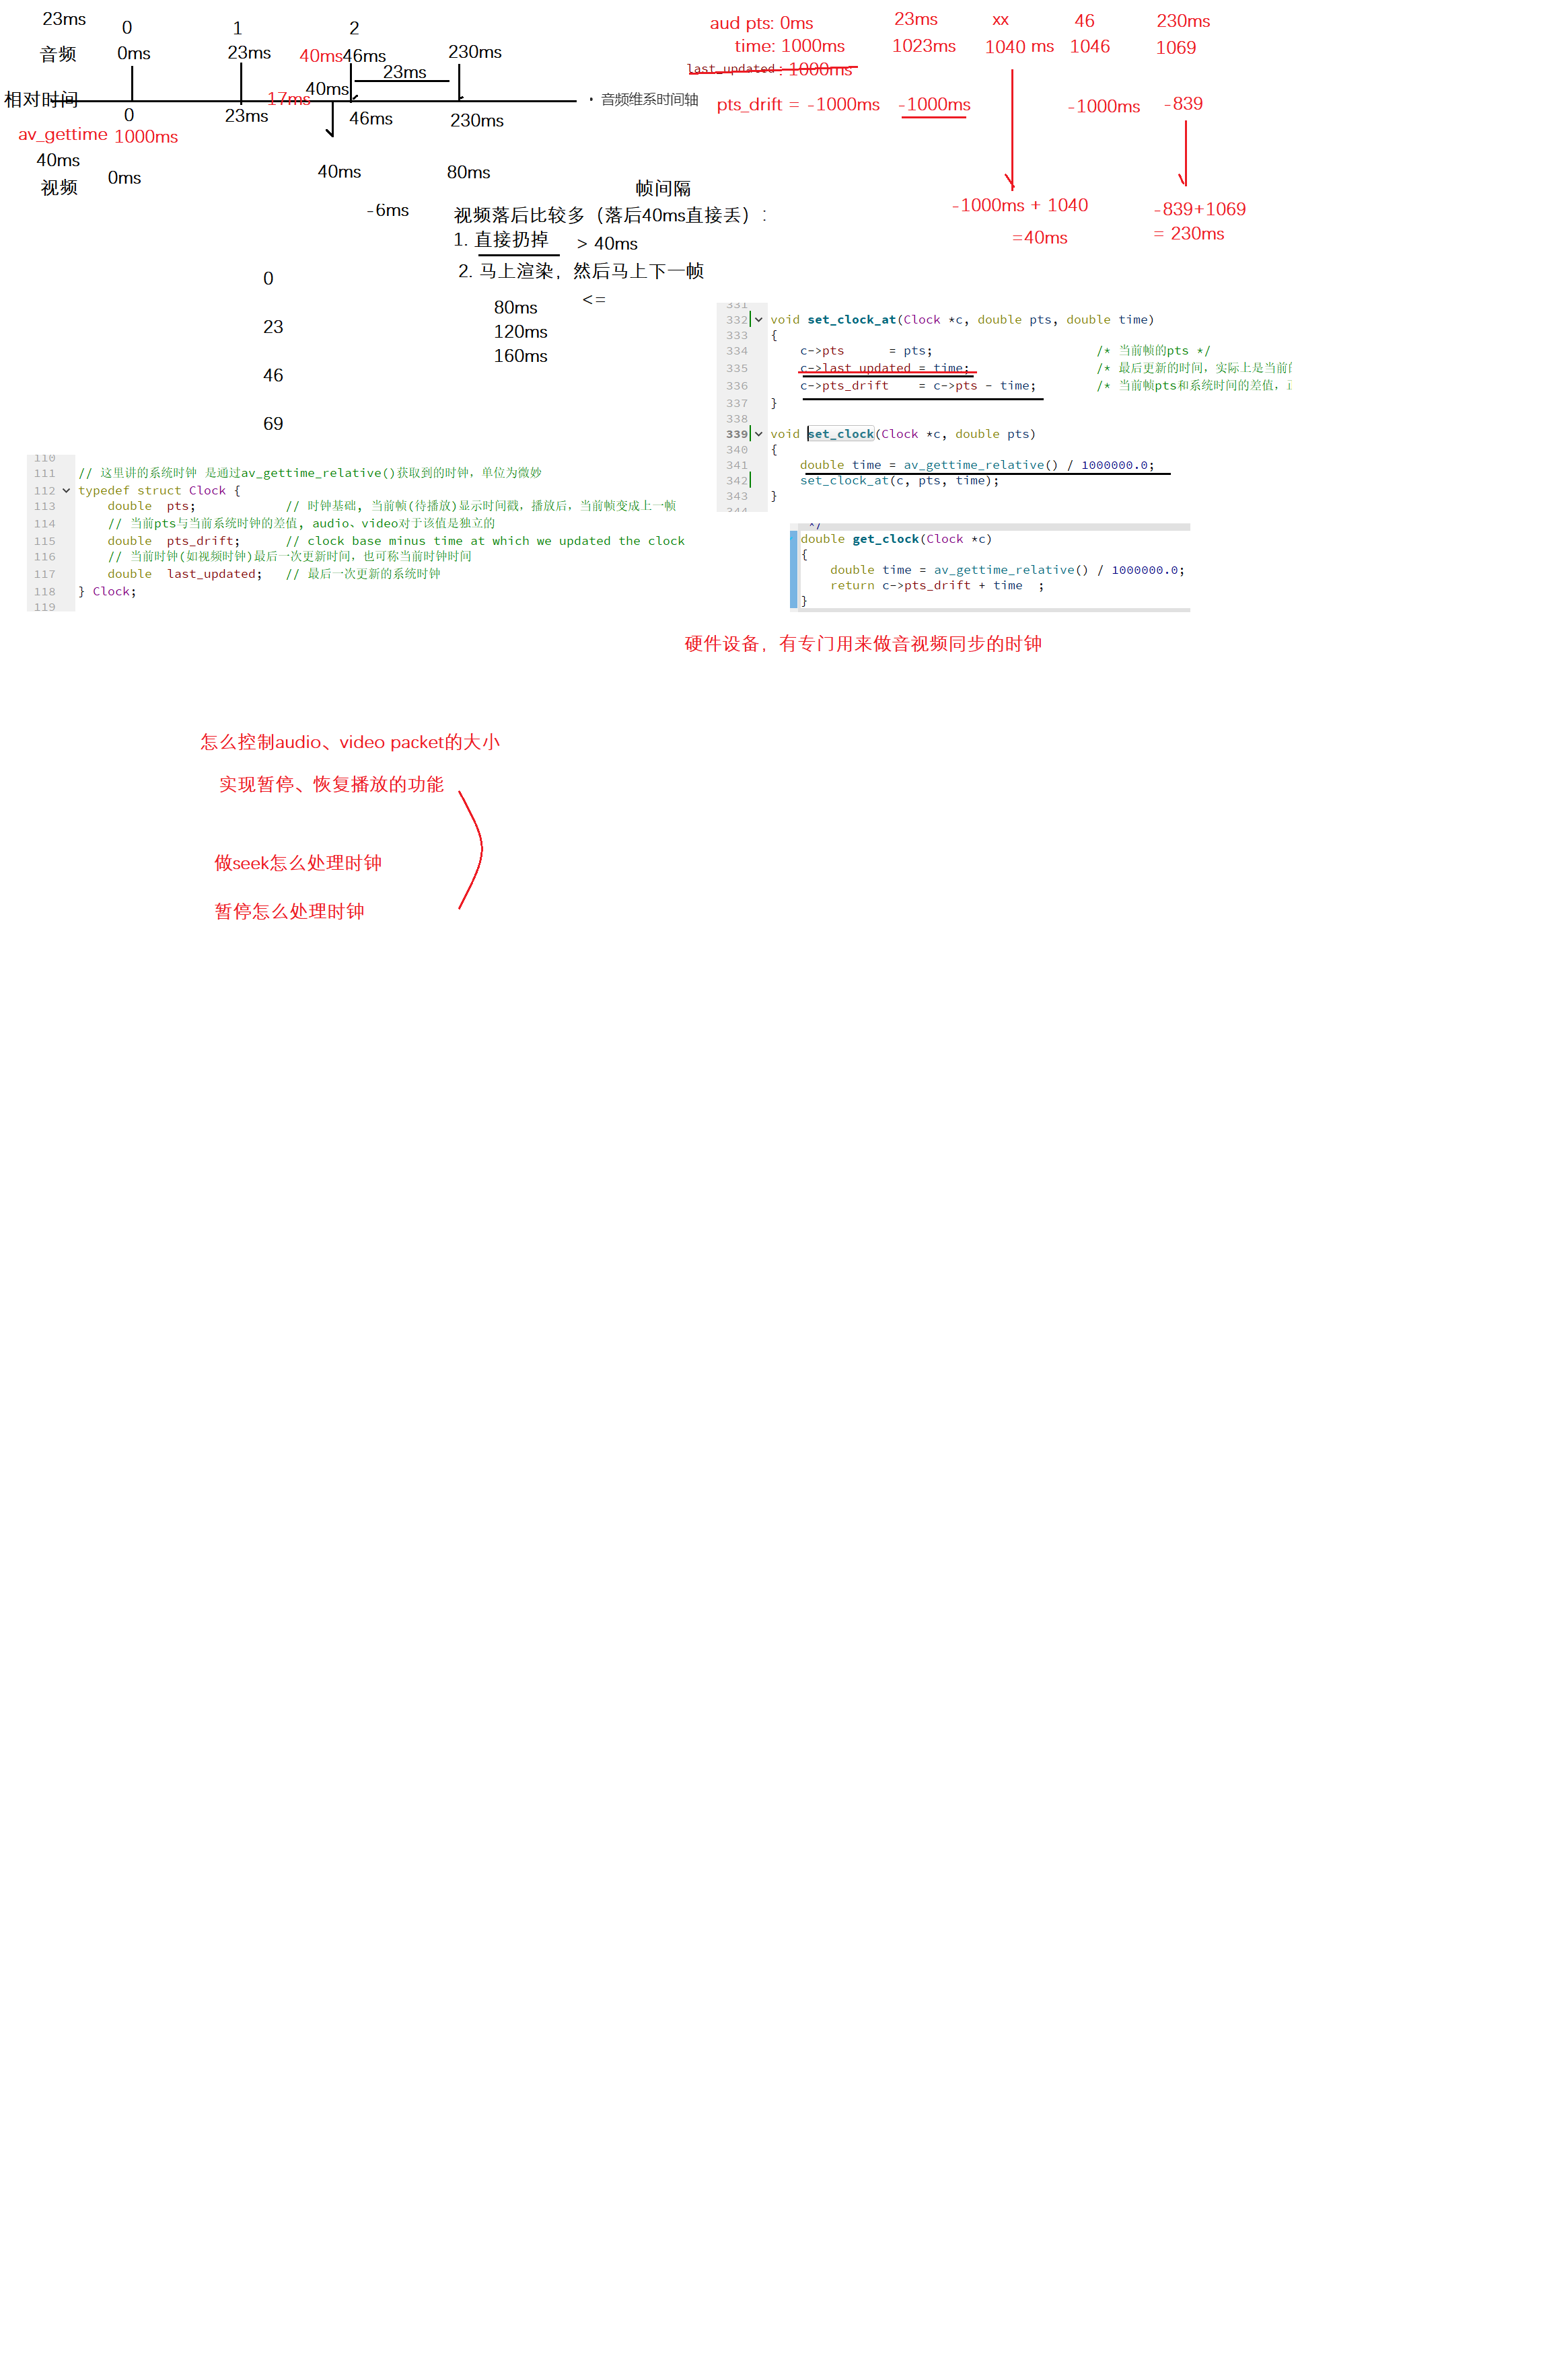 23ms
0
1
2
音频
0ms
23ms
40ms
46ms
230ms
23ms
40ms
17ms
相对时间
· 音频维系时间轴
0
23ms
46ms
230ms
av_gettime
1000ms
40ms
视频
0ms
40ms
80ms
-6ms
帧间隔
视频落后比较多（落后40ms直接丢）：
1. 直接扔掉
> 40ms
2. 马上渲染，然后马上下一帧
<=
80ms
120ms
160ms
0
23
46
69
aud pts: 0ms
23ms
xx
46
230ms
time: 1000ms
1023ms
1040 ms
1046
1069
last_updated: 1000ms
pts_drift = -1000ms
-1000ms
-1000ms
-839
-1000ms + 1040
=40ms
-839+1069
= 230ms
331
332 void set_clock_at(Clock *c, double pts, double time)
333 {
334 c->pts = pts; /* 当前帧的pts */
335 c->last_updated = time; /* 最后更新的时间，实际上是当前的
336 c->pts_drift = c->pts - time; /* 当前帧pts和系统时间的差值，正
337 }
338
339 void set_clock(Clock *c, double pts)
340 {
341 double time = av_gettime_relative() / 1000000.0;
342 set_clock_at(c, pts, time);
343 }
344
110
111 // 这里讲的系统时钟 是通过av_gettime_relative()获取到的时钟，单位为微妙
112 typedef struct Clock {
113 double pts; // 时钟基础, 当前帧(待播放)显示时间戳，播放后，当前帧变成上一帧
114 // 当前pts与当前系统时钟的差值, audio、video对于该值是独立的
115 double pts_drift; // clock base minus time at which we updated the clock
116 // 当前时钟(如视频时钟)最后一次更新时间，也可称当前时钟时间
117 double last_updated; // 最后一次更新的系统时钟
118 } Clock;
119
*/
double get_clock(Clock *c)
{
double time = av_gettime_relative() / 1000000.0;
return c->pts_drift + time ;
}
硬件设备，有专门用来做音视频同步的时钟
怎么控制audio、video packet的大小
实现暂停、恢复播放的功能
做seek怎么处理时钟
暂停怎么处理时钟